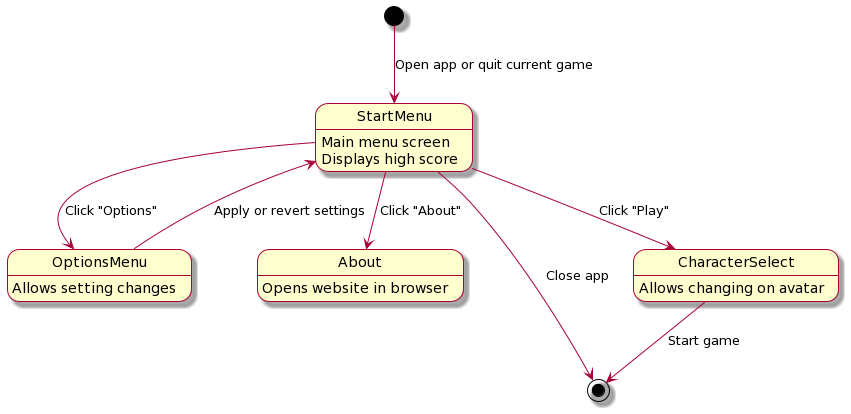 Open app or quit current game
StartMenu
Main menu screen
Displays high score
Click "Options"
Apply or revert settings
Click "About"
Click "Play"
OptionsMenu
Allows setting changes
About
Opens website in browser
Close app
CharacterSelect
Allows changing on avatar
Start game